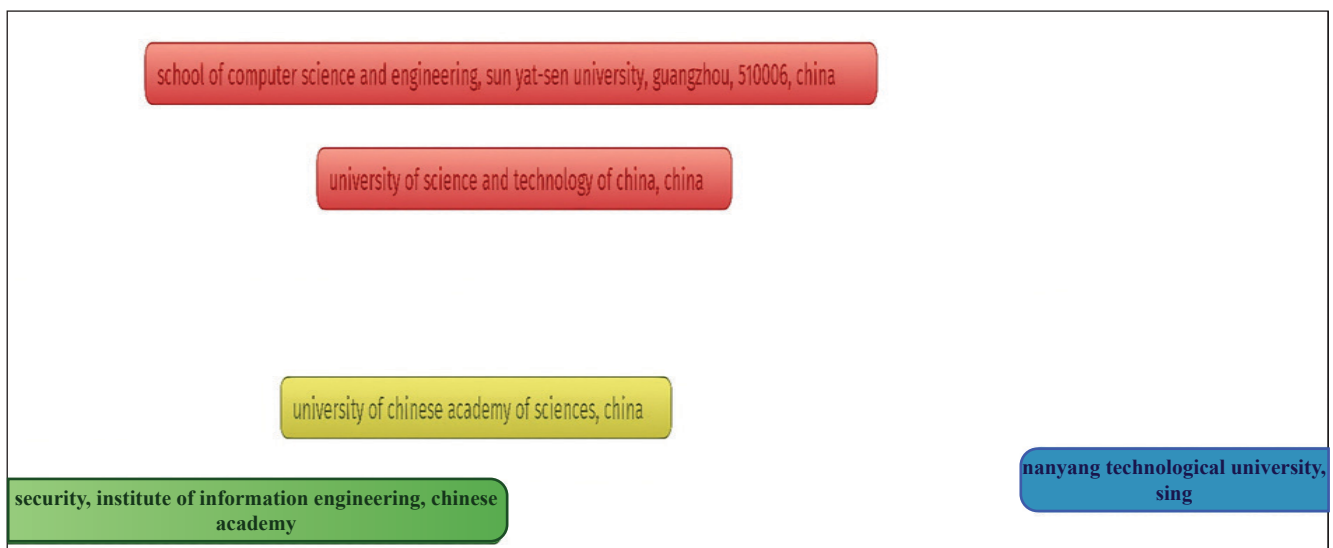 school of computer science and engineering, sun yat-sen university, guangzhou, 510006, china
university of science and technology of china, china
university of chinese academy of sciences, china
nanyang technological university,
sing
security, institute of information engineering, chinese
academy